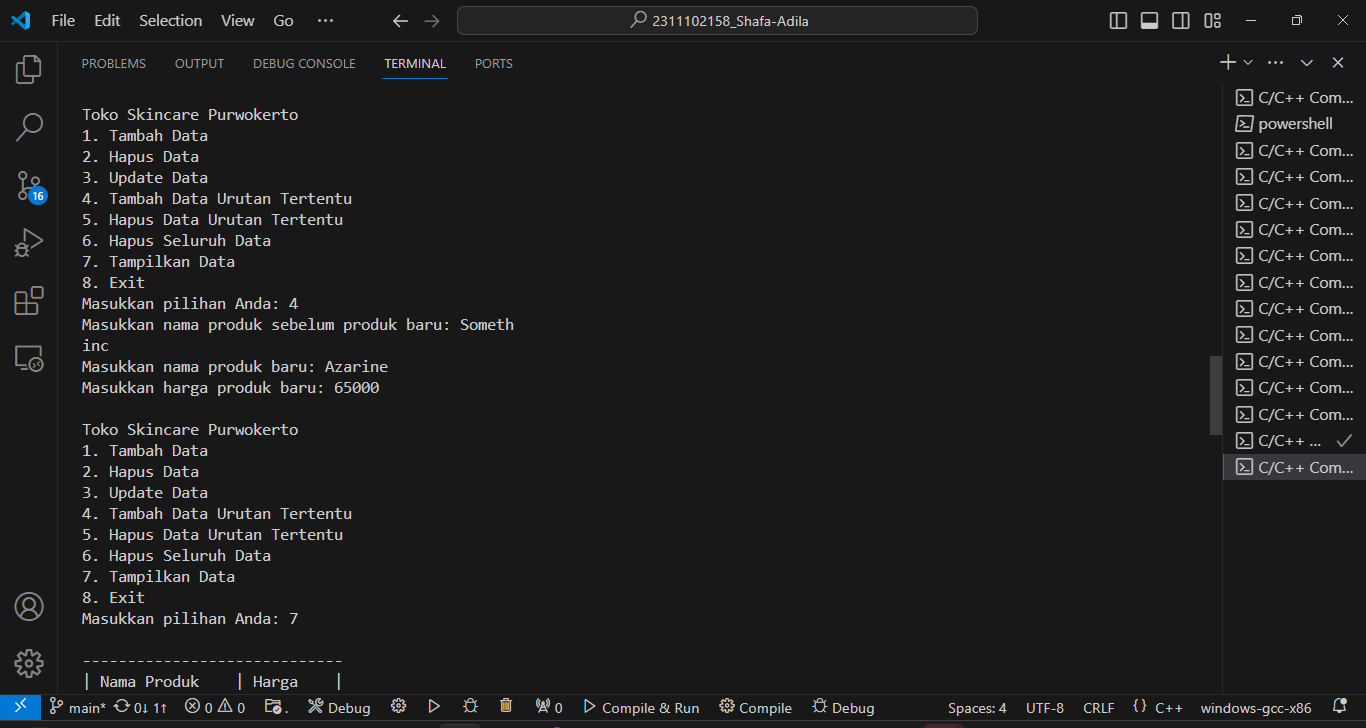 File Edit Selection View Go ...
2311102158_Shafa-Adila
PROBLEMS OUTPUT DEBUG CONSOLE TERMINAL PORTS
Toko Skincare Purwokerto
1. Tambah Data
2. Hapus Data
3. Update Data
4. Tambah Data Urutan Tertentu
5. Hapus Data Urutan Tertentu
6. Hapus Seluruh Data
7. Tampilkan Data
8. Exit
Masukkan pilihan Anda: 4
Masukkan nama produk sebelum produk baru: Someth
inc
Masukkan nama produk baru: Azarine
Masukkan harga produk baru: 65000
Toko Skincare Purwokerto
1. Tambah Data
2. Hapus Data
3. Update Data
4. Tambah Data Urutan Tertentu
5. Hapus Data Urutan Tertentu
6. Hapus Seluruh Data
7. Tampilkan Data
8. Exit
Masukkan pilihan Anda: 7
-----------------------------
| Nama Produk    | Harga    |
C/C++ Com...
powershell
C/C++ Com...
C/C++ Com...
C/C++ Com...
C/C++ Com...
C/C++ Com...
C/C++ Com...
C/C++ Com...
C/C++ Com...
C/C++ Com...
C/C++ Com...
C/C++ Com...
C/C++ ...
C/C++ Com...
16
main* 0↓ 1↑ 0 0 . Debug 0 Compile & Run Compile Debug Spaces: 4 UTF-8 CRLF {} C++ windows-gcc-x86